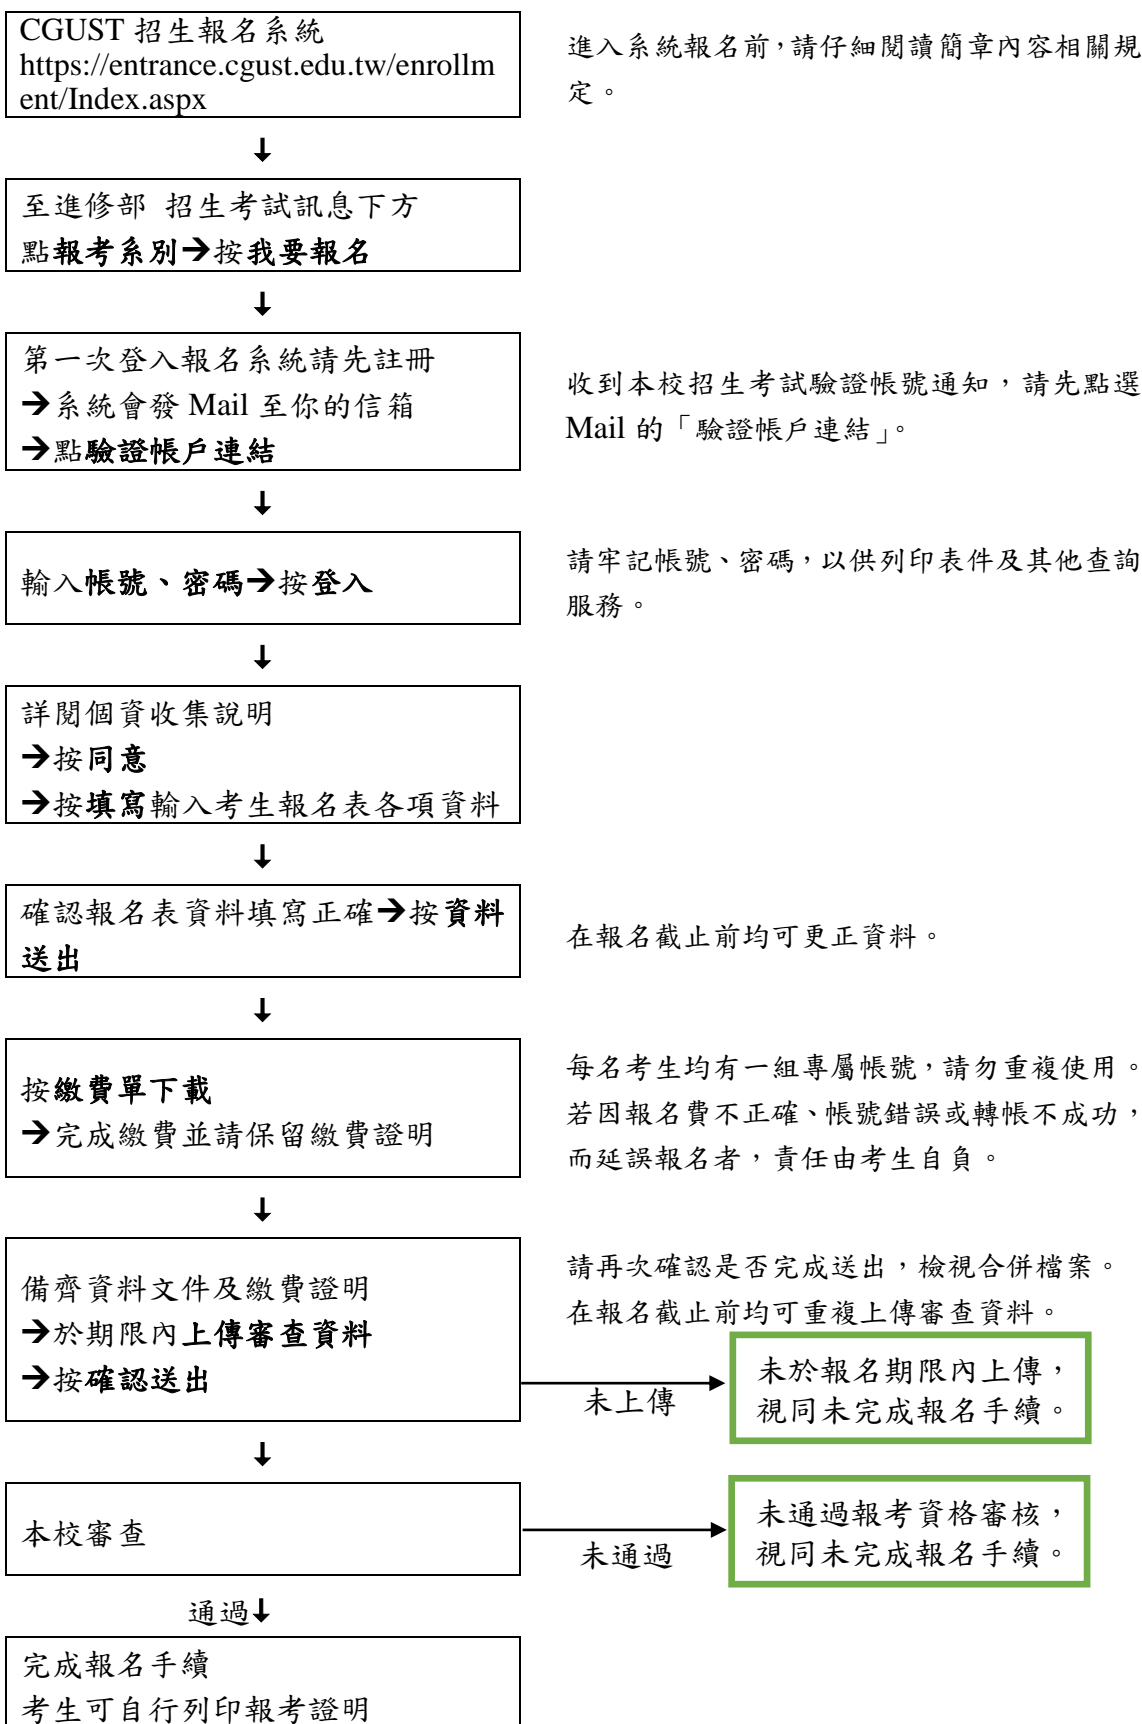 CGUST 招生報名系統
https://entrance.cgust.edu.tw/enrollm
ent/Index.aspx
進入系統報名前，請仔細閱讀簡章內容相關規
定。
↓
至進修部 招生考試訊息下方
點報考系別→按我要報名
↓
第一次登入報名系統請先註冊
→系統會發 Mail 至你的信箱
→點驗證帳戶連結
收到本校招生考試驗證帳號通知，請先點選
Mail 的「驗證帳戶連結」。
↓
輸入帳號、密碼→按登入
請牢記帳號、密碼，以供列印表件及其他查詢
服務。
↓
詳閱個資收集說明
→按同意
→按填寫輸入考生報名表各項資料
↓
確認報名表資料填寫正確→按資料
送出
在報名截止前均可更正資料。
↓
按繳費單下載
→完成繳費並請保留繳費證明
每名考生均有一組專屬帳號，請勿重複使用。
若因報名費不正確、帳號錯誤或轉帳不成功，
而延誤報名者，責任由考生自負。
↓
備齊資料文件及繳費證明
→於期限內上傳審查資料
→按確認送出
請再次確認是否完成送出，檢視合併檔案。
在報名截止前均可重複上傳審查資料。
未上傳
未於報名期限內上傳，
視同未完成報名手續。
↓
本校審查
未通過
未通過報考資格審核，
視同未完成報名手續。
通過↓
完成報名手續
考生可自行列印報考證明